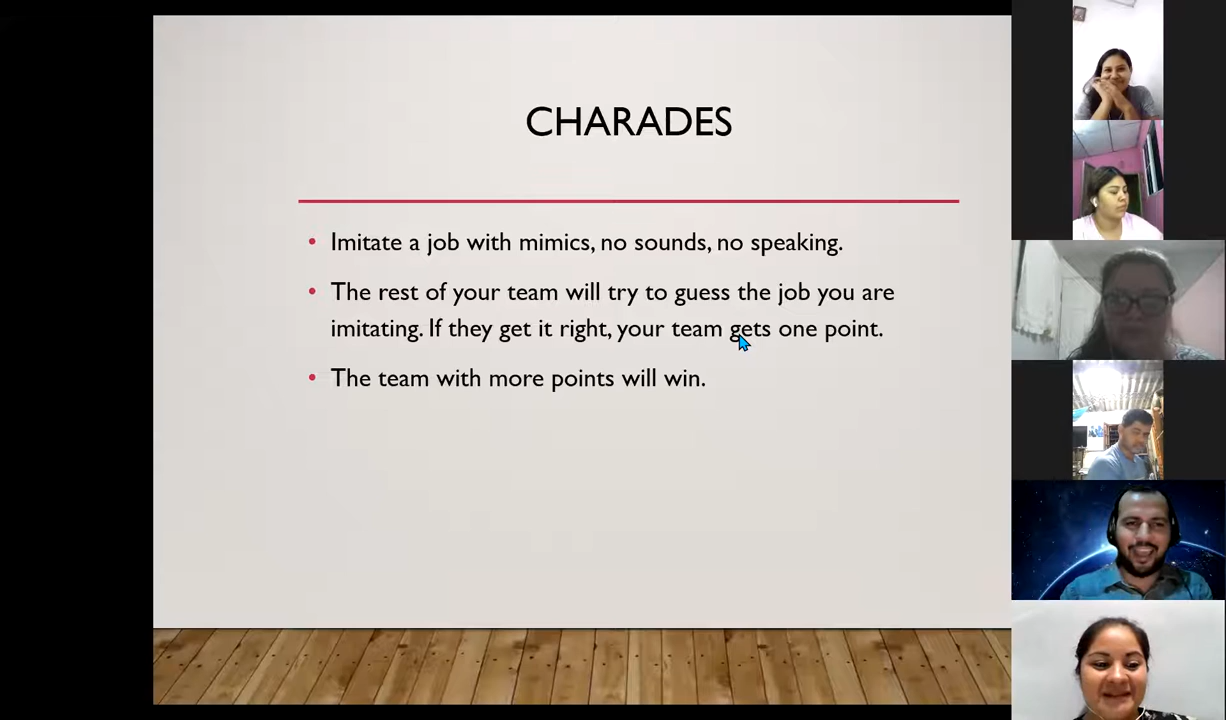 CHARADES
• Imitate a job with mimics, no sounds, no speaking.
• The rest of your team will try to guess the job you are
imitating. If they get it right, your team gets one point.
• The team with more points will win.